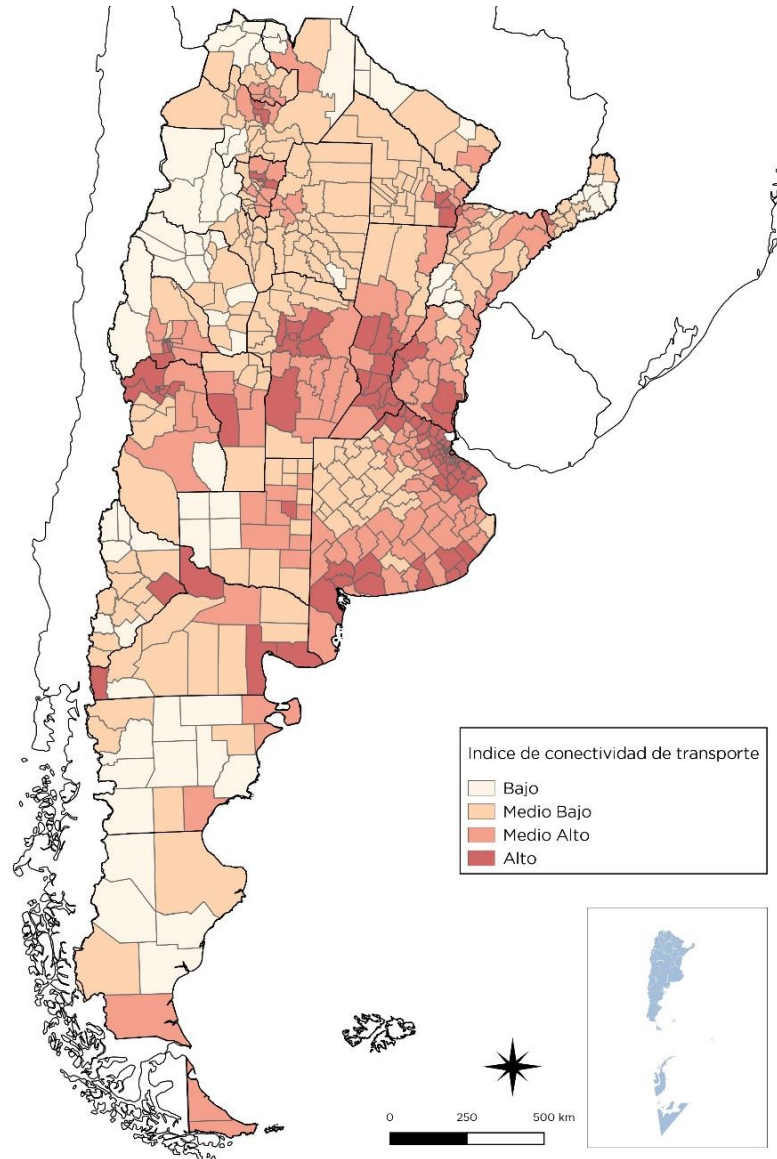 Indice de conectividad de transporte
Bajo
Medio Bajo
Medio Alto
Alto
0 250 500 km